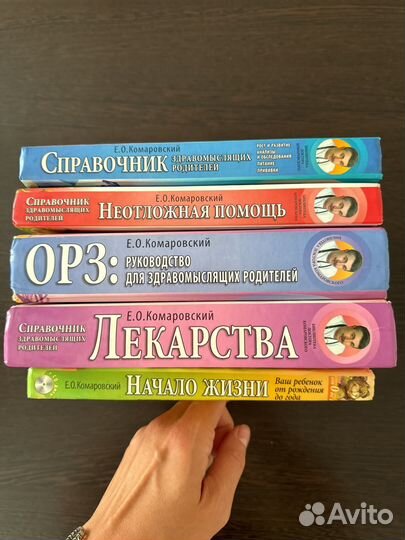 Е.О.Комаровский
СПРАВОЧНИК ЗДРАВОМЫСЛЯЩИХ РОДИТЕЛЕЙ
РОСТ И РАЗВИТИЕ
АНАЛИЗЫ
И ОБСЛЕДОВАНИЯ
ПИТАНИЕ
ПРИВИВКИ
СПРАВОЧНИК
ЗДРАВОМЫСЛЯЩИХ
РОДИТЕЛЕЙ
Е.О.Комаровский
НЕОТЛОЖНАЯ ПОМОЩЬ
Е.О.Комаровский
ОРЗ: РУКОВОДСТВО
ДЛЯ ЗДРАВОМЫСЛЯЩИХ РОДИТЕЛЕЙ
СПРАВОЧНИК
ЗДРАВОМЫСЛЯЩИХ
РОДИТЕЛЕЙ
Е.О.Комаровский
ЛЕКАРСТВА
Е.О.Комаровский
НАЧАЛО ЖИЗНИ
Ваш ребенок
от рождения
до года
Avito